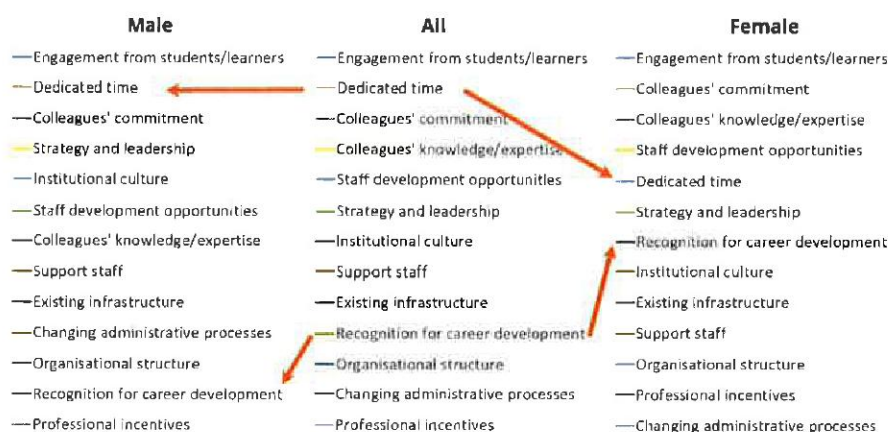 Male
Engagement from students/learners
Dedicated time
Colleagues' commitment
Strategy and leadership
Institutional culture
Staff development opportunities
Colleagues' knowledge/expertise
Support staff
Existing infrastructure
Changing administrative processes
Organisational structure
Recognition for career development
Professional incentives
All
Engagement from students/learners
Dedicated time
Colleagues' commitment
Colleagues' knowledge/expertise
Staff development opportunities
Strategy and leadership
Institutional culture
Support staff
Existing infrastructure
Recognition for career development
Organisational structure
Changing administrative processes
Professional incentives
Female
Engagement from students/learners
Colleagues' commitment
Colleagues' knowledge/expertise
Staff development opportunities
Dedicated time
Strategy and leadership
Recognition for career development
Institutional culture
Existing infrastructure
Support staff
Organisational structure
Professional incentives
Changing administrative processes